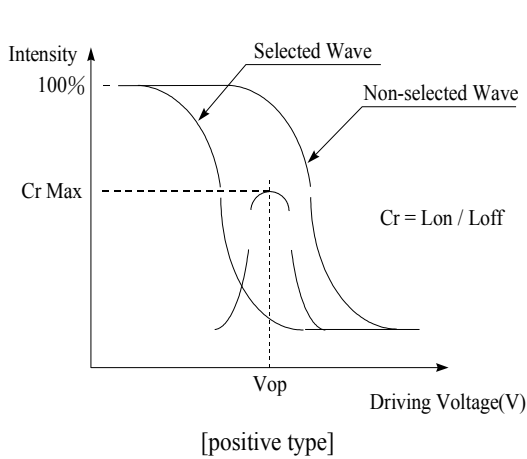 Intensity
Selected Wave
100%
Non-selected Wave
Cr Max
Cr = Lon / Loff
Vop
Driving Voltage(V)
[positive type]